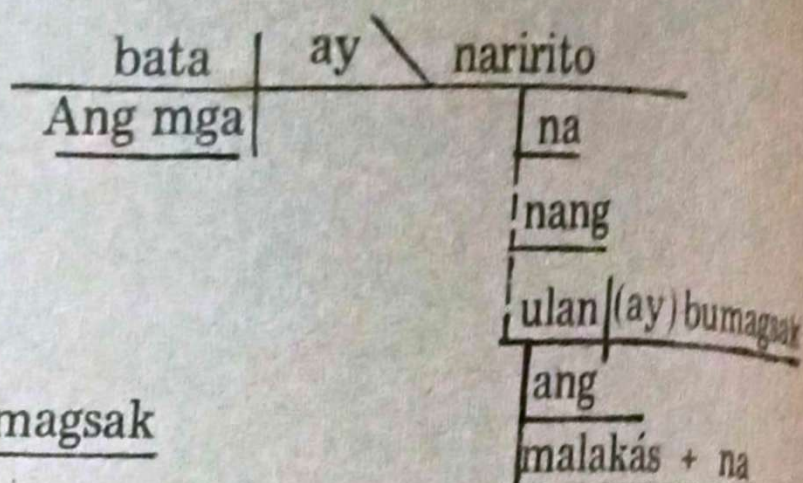 bata ay naririto
Ang mga na
nang
ulan (ay) bumagsak
ang
magsak
malakás + na